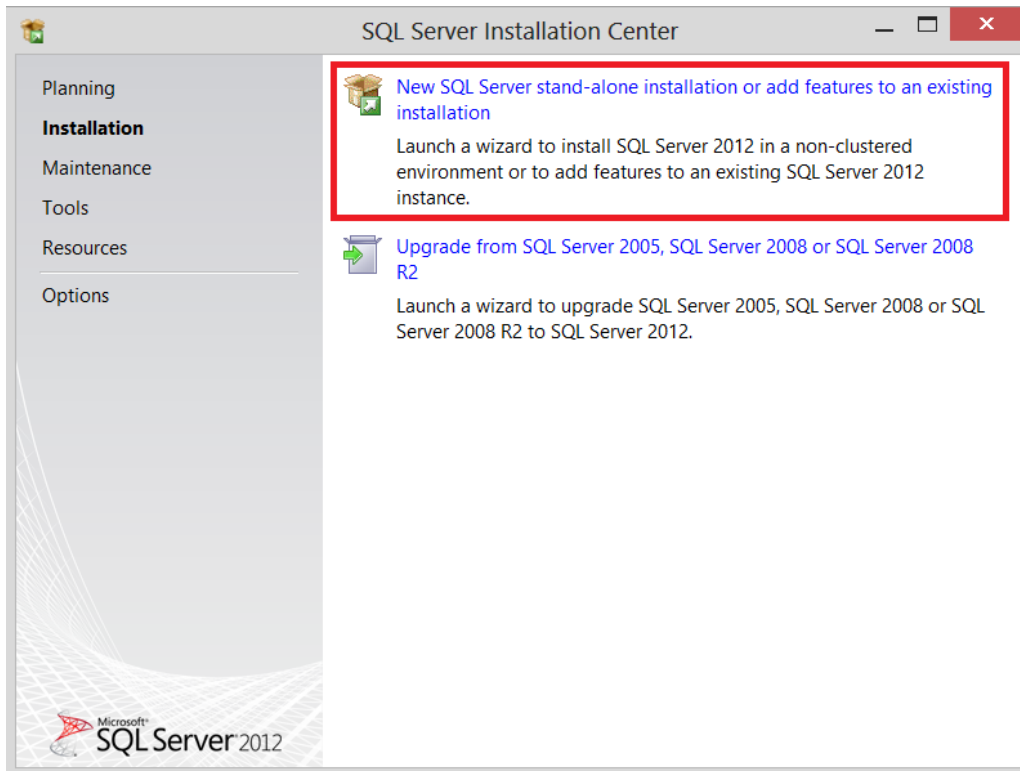 SQL Server Installation Center
Planning
Installation
Maintenance
Tools
Resources
Options
New SQL Server stand-alone installation or add features to an existing
installation
Launch a wizard to install SQL Server 2012 in a non-clustered
environment or to add features to an existing SQL Server 2012
instance.
Upgrade from SQL Server 2005, SQL Server 2008 or SQL Server 2008
R2
Launch a wizard to upgrade SQL Server 2005, SQL Server 2008 or SQL
Server 2008 R2 to SQL Server 2012.
Microsoft®
SQL Server® 2012